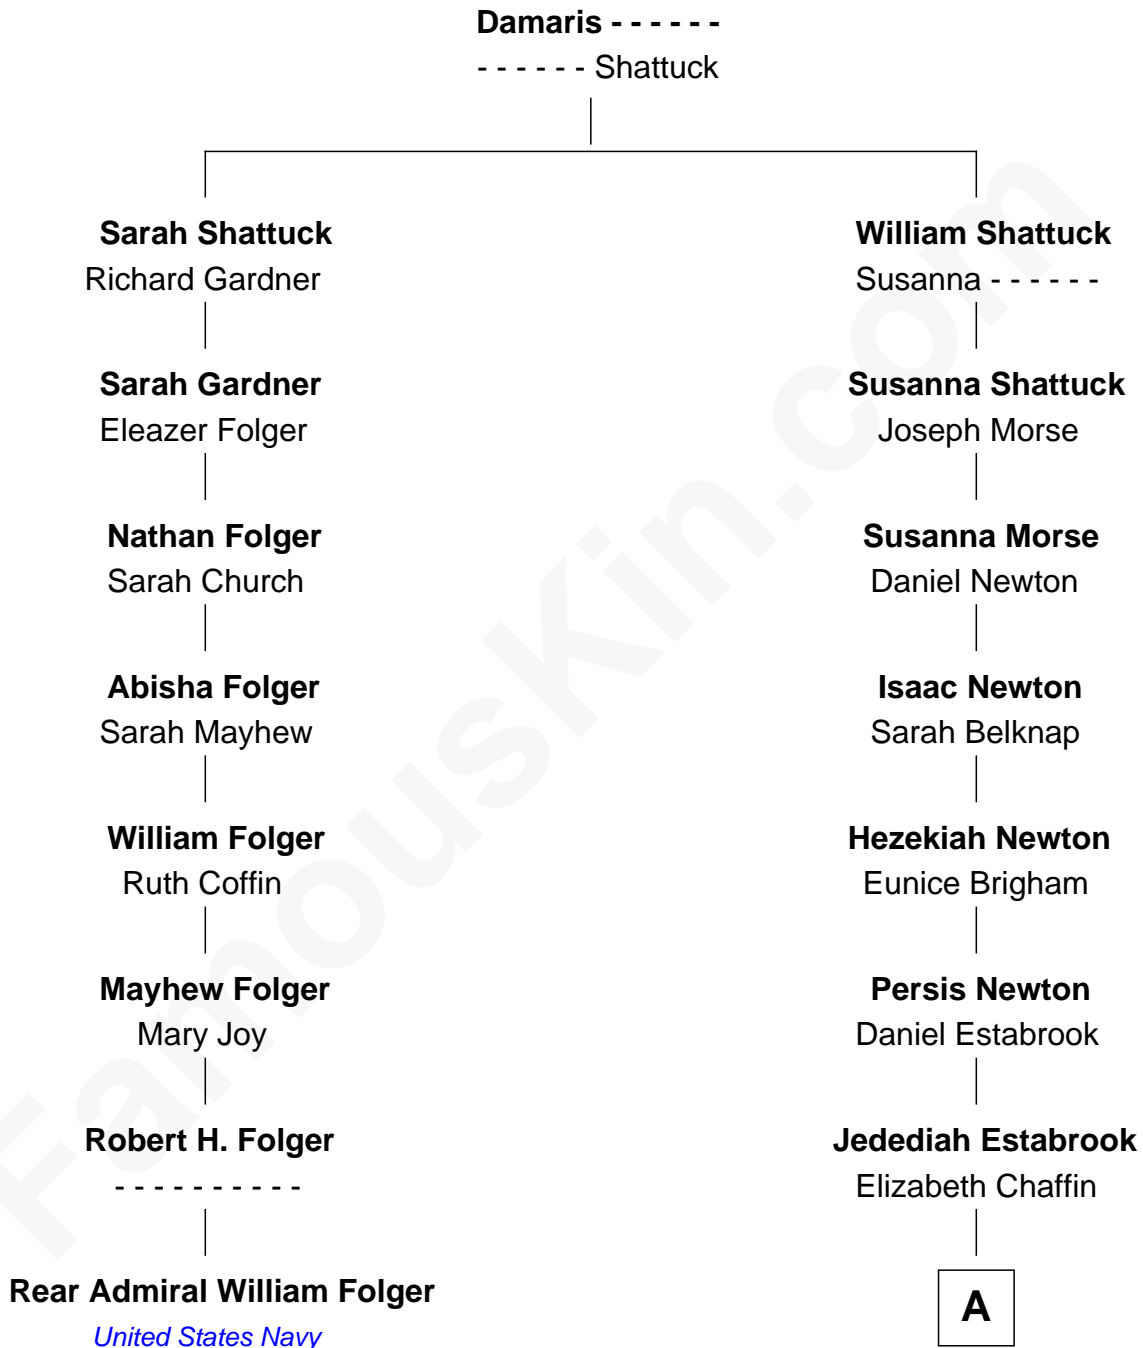 Damaris - - - - - -
- - - - - - Shattuck
Sarah Shattuck
Richard Gardner
William Shattuck
Susanna - - - - - -
Sarah Gardner
Eleazer Folger
Susanna Shattuck
Joseph Morse
Nathan Folger
Sarah Church
Susanna Morse
Daniel Newton
Abisha Folger
Sarah Mayhew
Isaac Newton
Sarah Belknap
William Folger
Ruth Coffin
Hezekiah Newton
Eunice Brigham
Mayhew Folger
Mary Joy
Persis Newton
Daniel Estabrook
Robert H. Folger
- - - - - - - - - -
Jedediah Estabrook
Elizabeth Chaffin
Rear Admiral William Folger
United States Navy
A
FamousKin.com